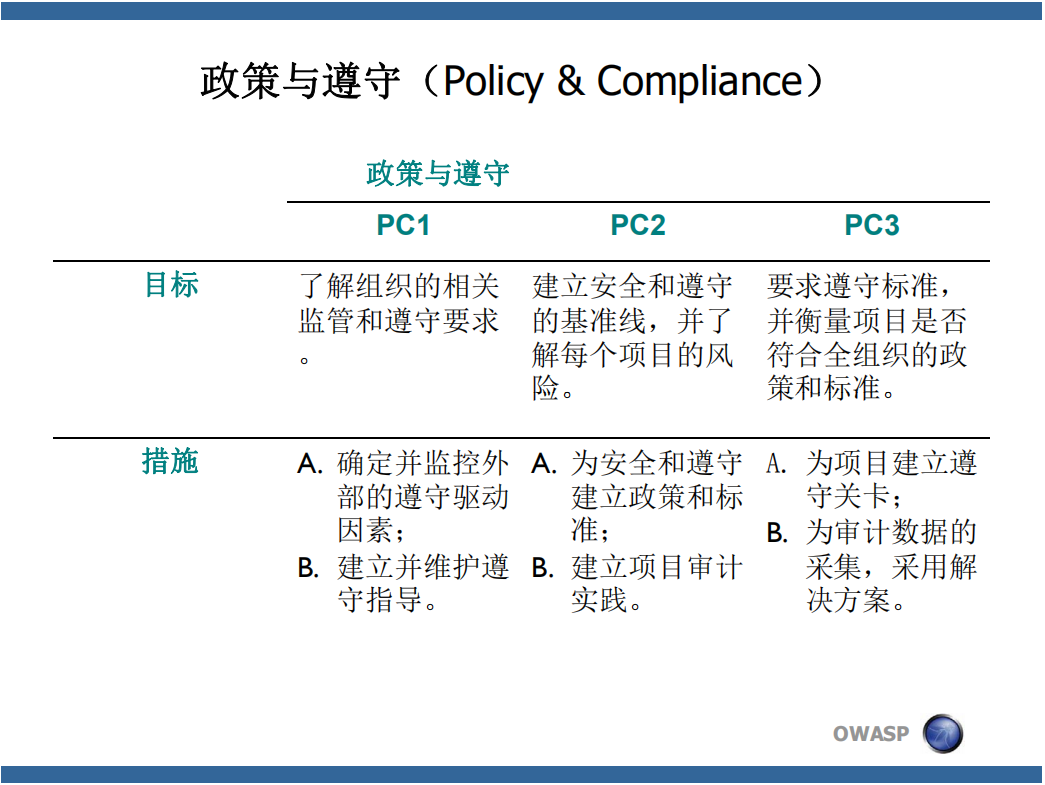 政策与遵守（Policy & Compliance）
政策与遵守
PC1 PC2 PC3
目标
了解组织的相关
监管和遵守要求
。
建立安全和遵守
的基准线，并了
解每个项目的风
险。
要求遵守标准，
并衡量项目是否
符合全组织的政
策和标准。
措施
A. 确定并监控外
部的遵守驱动
因素；
B. 建立并维护遵
守指导。
A. 为安全和遵守
建立政策和标
准；
B. 建立项目审计
实践。
A. 为项目建立遵
守关卡；
B. 为审计数据的
采集，采用解
决方案。
OWASP